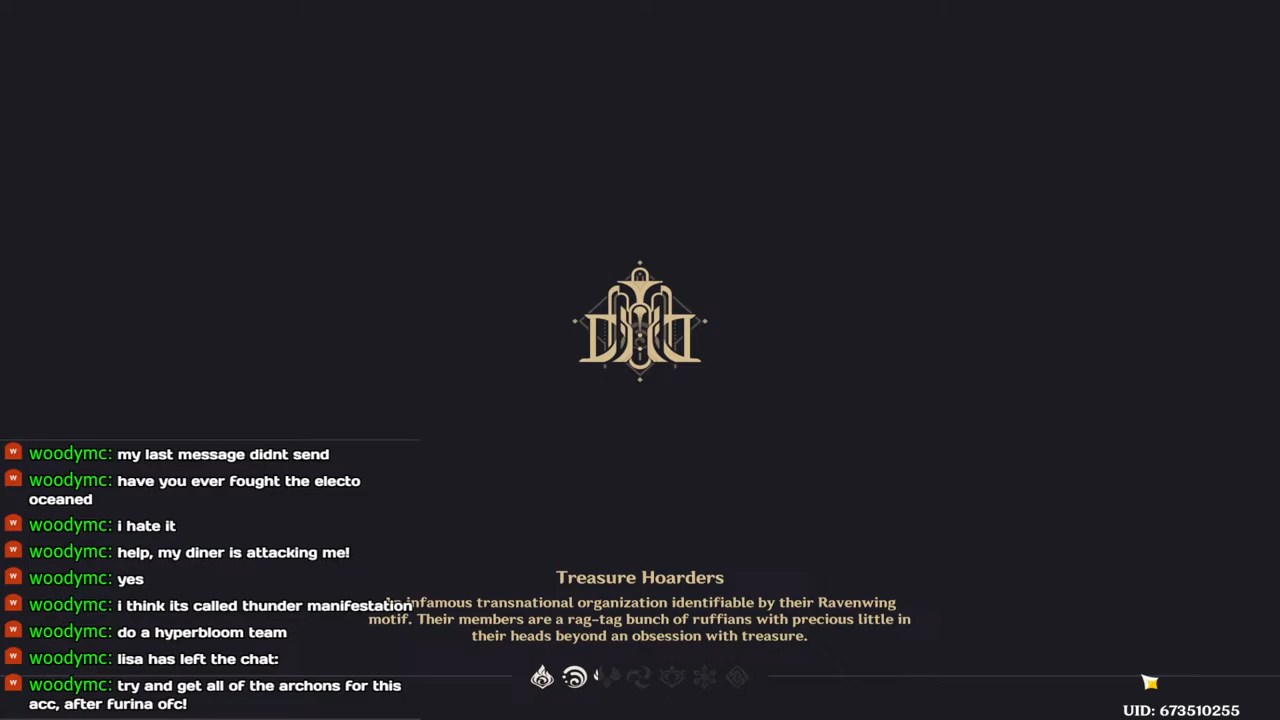 woodymc: my last message didnt send
woodymc: have you ever fought the electo
oceaned
woodymc: i hate it
woodymc: help, my diner is attacking me!
woodymc: yes
woodymc: i think its called thunder manifestation
woodymc: do a hyperbloom team
woodymc: lisa has left the chat:
woodymc: try and get all of the archons for this
acc, after furina ofc!
Treasure Hoarders
infamous transnational organization identifiable by their Ravenwing
motif. Their members are a rag-tag bunch of ruffians with precious little in
their heads beyond an obsession with treasure.
UID: 673510255